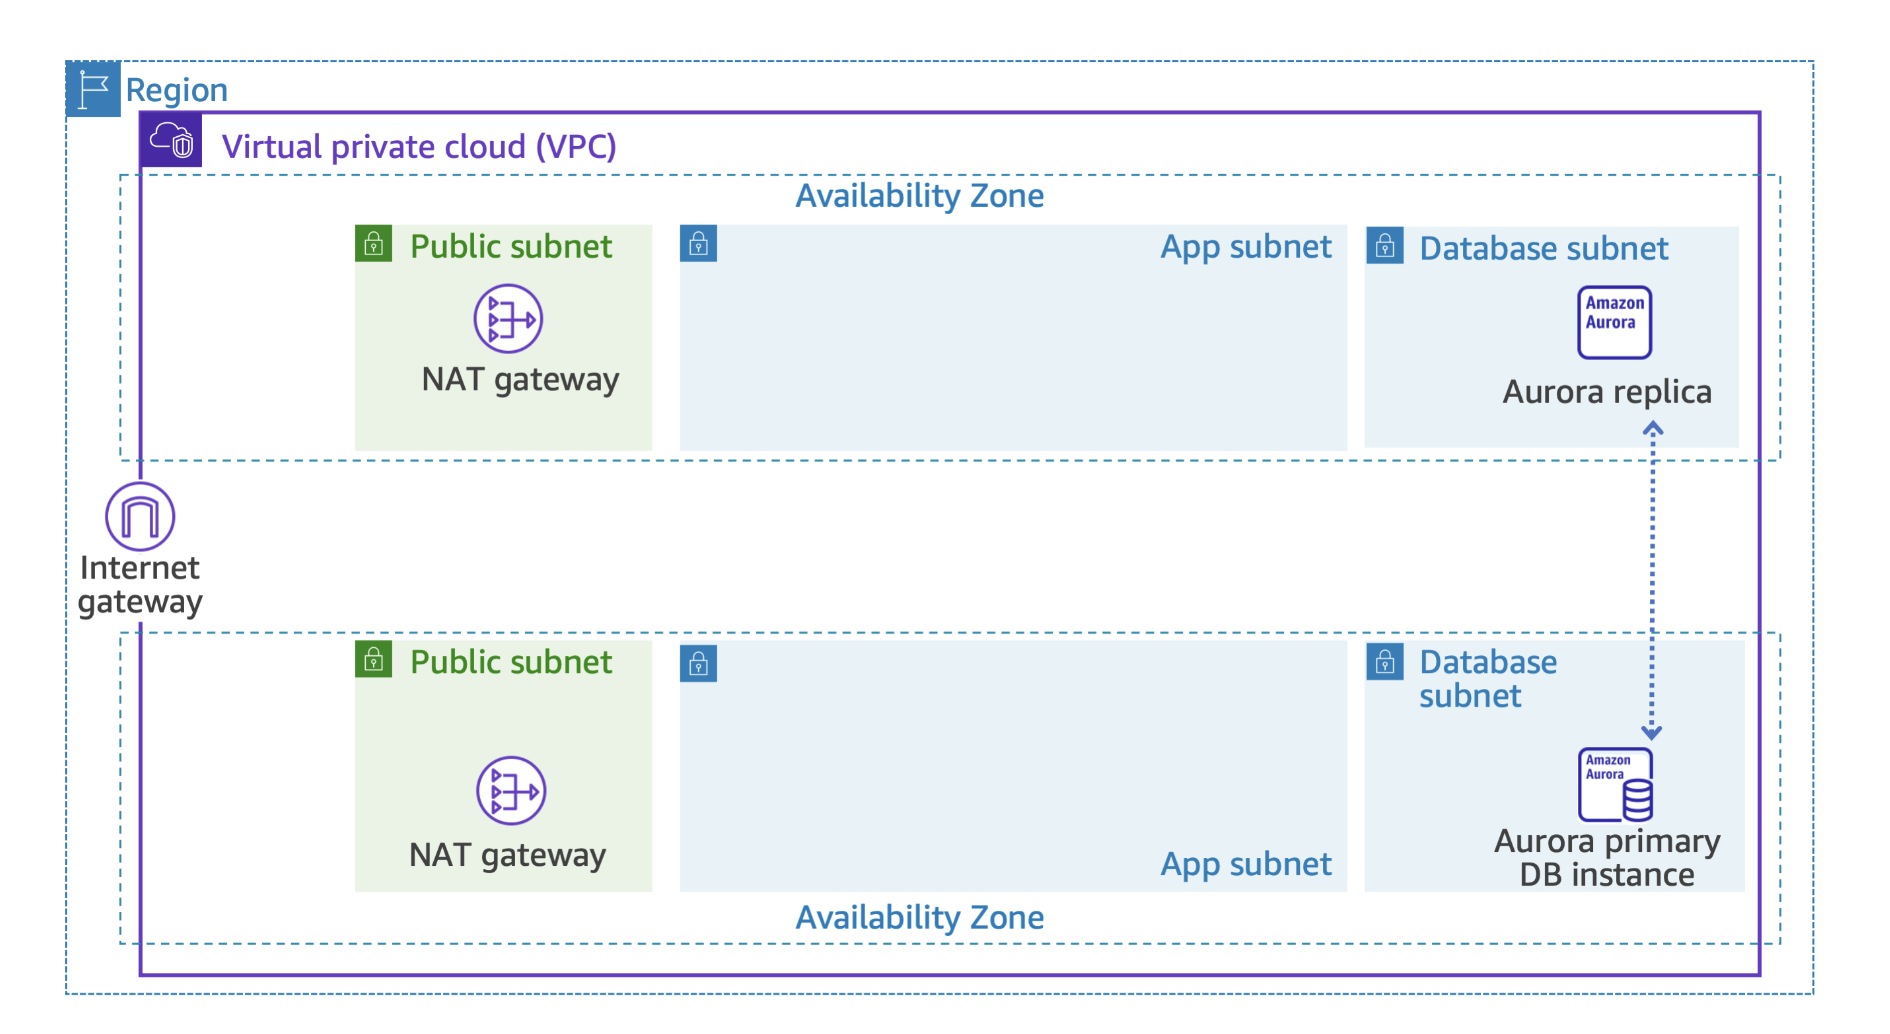 Region
Virtual private cloud (VPC)
Availability Zone
Public subnet
App subnet
Database subnet
Amazon
Aurora
NAT gateway
Aurora replica
Internet
gateway
Public subnet
Database
subnet
Amazon
Aurora
NAT gateway
Aurora primary
DB instance
App subnet
Availability Zone